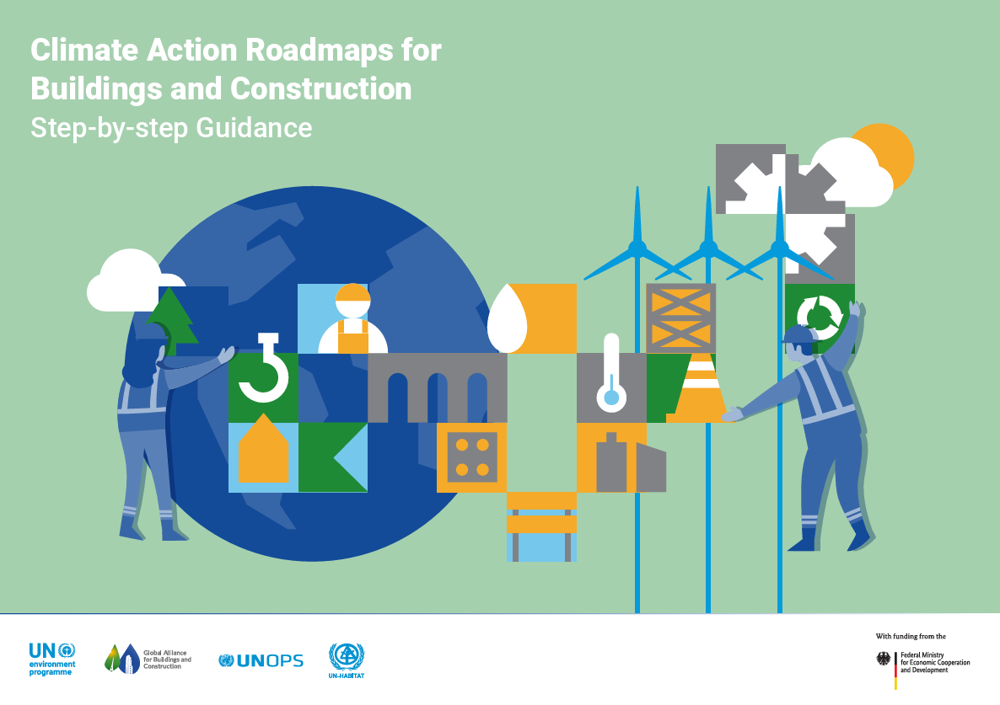 Climate Action Roadmaps for
Buildings and Construction
Step-by-step Guidance
UN
environment
programme
Global Alliance
for Buildings and
Construction
UNOPS
UN-HABITAT
With funding from the
Federal Ministry
for Economic Cooperation
and Development